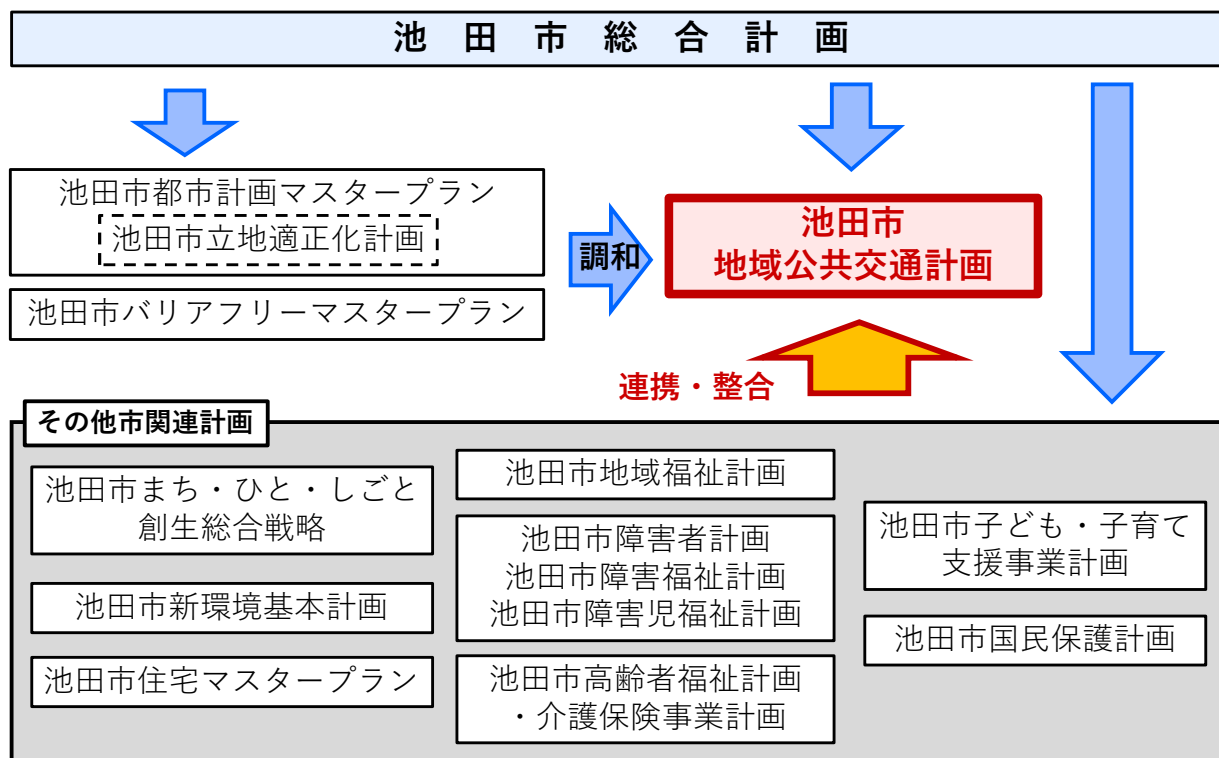 池田市総合計画
池田市都市計画マスタープラン
池田市立地適正化計画
池田市バリアフリーマスタープラン
調和
池田市
地域公共交通計画
連携・整合
その他市関連計画
池田市まち・ひと・しごと
創生総合戦略
池田市新環境基本計画
池田市住宅マスタープラン
池田市地域福祉計画
池田市障害者計画
池田市障害福祉計画
池田市障害児福祉計画
池田市高齢者福祉計画
・介護保険事業計画
池田市子ども・子育て
支援事業計画
池田市国民保護計画